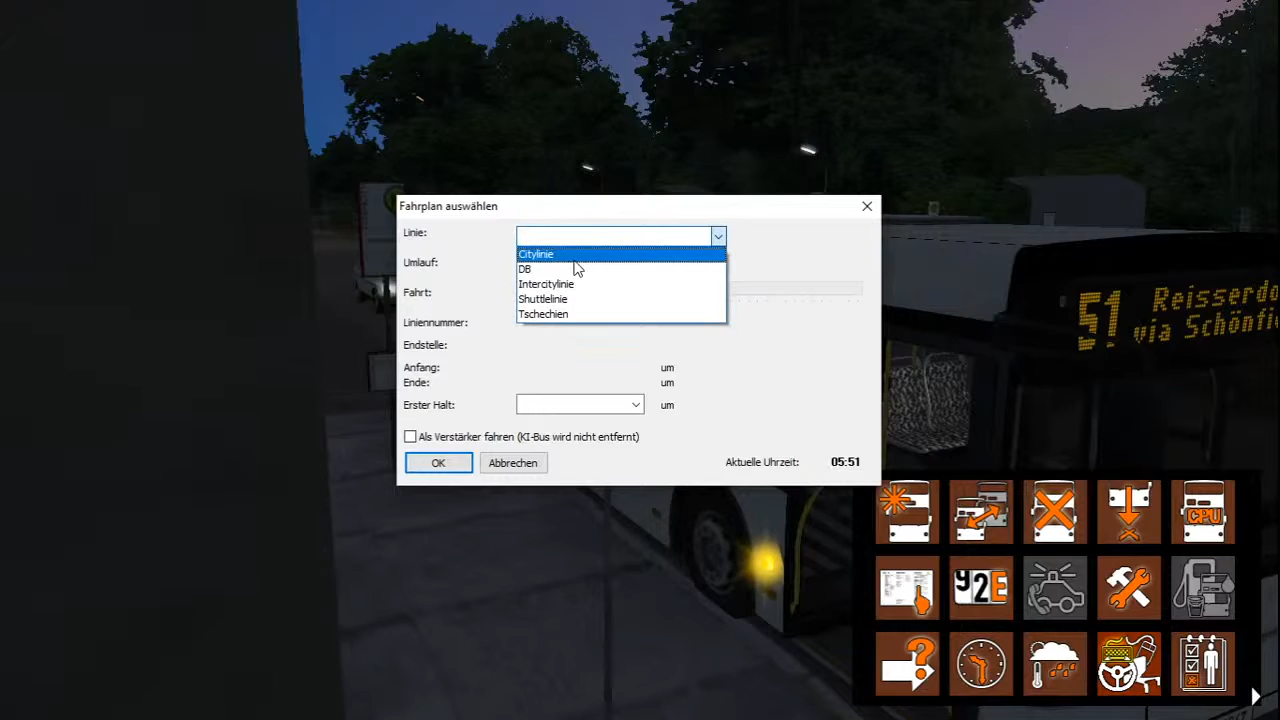 Fahrplan auswählen
Linie:
Citylinie
DB
Intercitylinie
Shuttlelinie
Tschechien
Umlauf:
Fahrt:
Liniennummer:
Endstelle:
Anfang:
um
Ende:
um
Erster Halt:
um
Als Verstärker fahren (KI-Bus wird nicht entfernt)
OK
Abbrechen
Aktuelle Uhrzeit:
05:51
51
Reisserdo
via Schönfi
CPU
92E
?